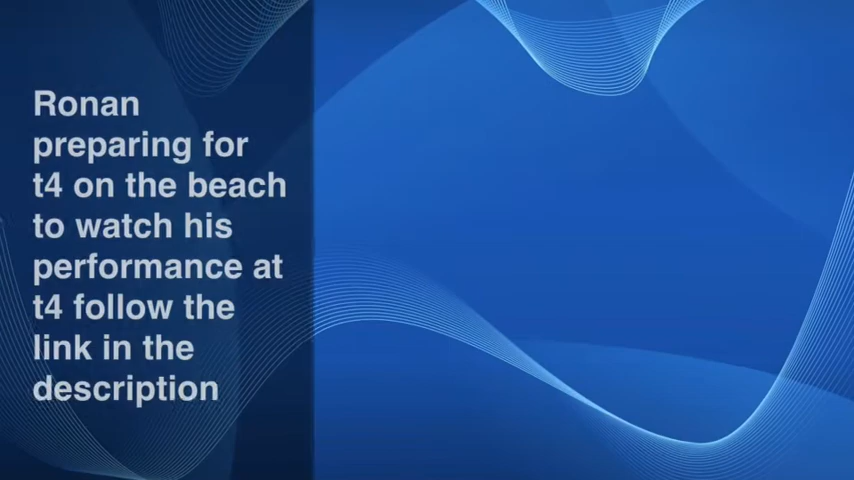 Ronan
preparing for
t4 on the beach
to watch his
performance at
t4 follow the
link in the
description